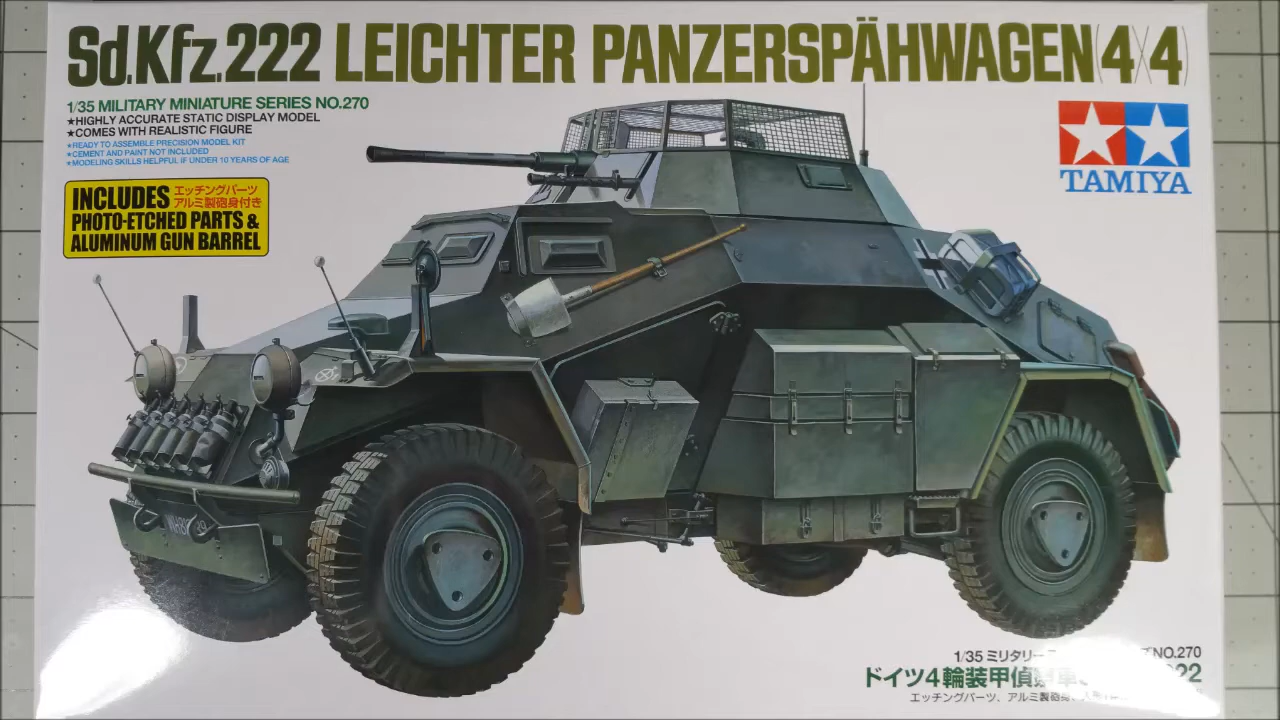 Sd.Kfz.222 LEICHTER PANZERSPÄHWAGEN(4×4)
1/35 MILITARY MINIATURE SERIES NO.270
★HIGHLY ACCURATE STATIC DISPLAY MODEL
★COMES WITH REALISTIC FIGURE
★READY TO ASSEMBLE PRECISION MODEL KIT
★CEMENT AND PAINT NOT INCLUDED
★MODELING SKILLS HELPFUL IF UNDER 10 YEARS OF AGE
INCLUDES エッチングパーツ
アルミ製砲身付き
PHOTO-ETCHED PARTS &
ALUMINUM GUN BARREL
TAMIYA
1/35 ミリタリー NO.270
ドイツ4輪装甲偵察車 22
エッチングパーツ、アルミ製砲身、